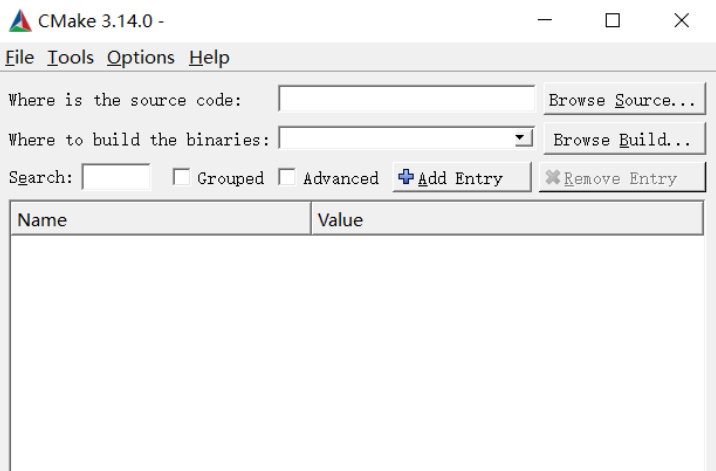 CMake 3.14.0 -
File Tools Options Help
Where is the source code: Browse Source...
Where to build the binaries: Browse Build...
Search: Grouped Advanced Add Entry Remove Entry
Name Value